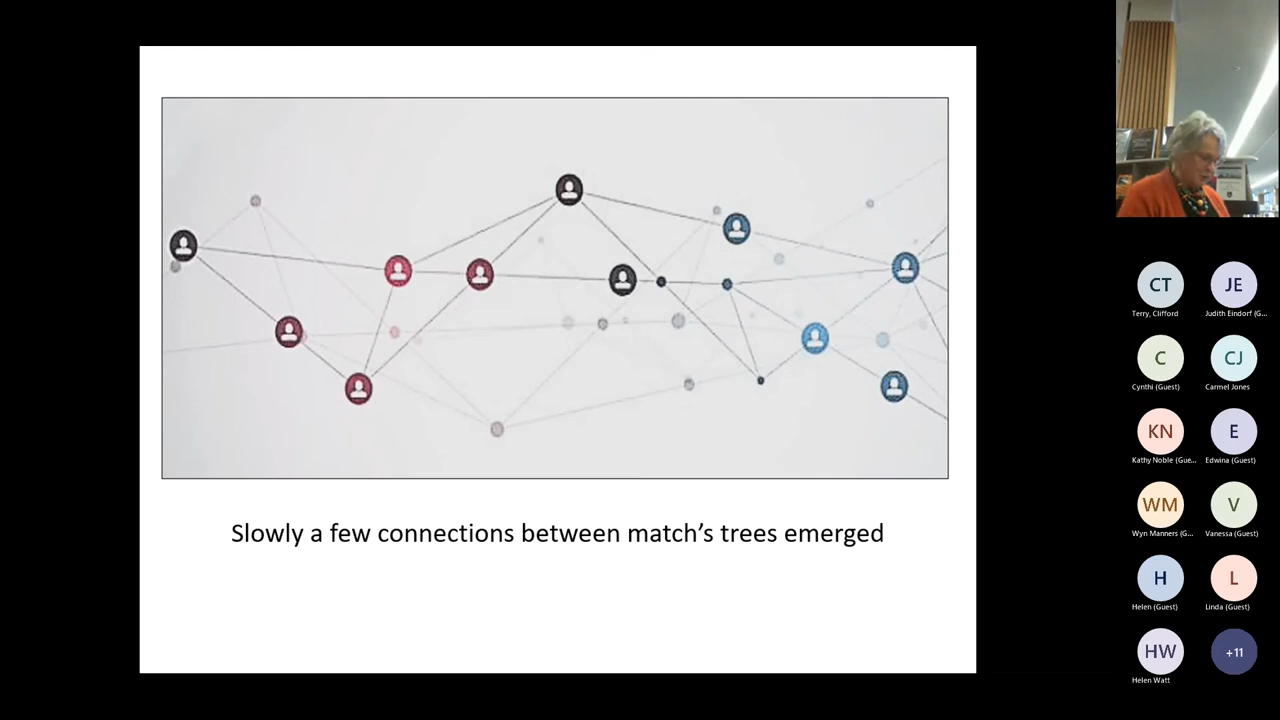 Slowly a few connections between match’s trees emerged
CT
JE
Terry, Clifford
Judith Eindorf (G...
C
CJ
Cynthi (Guest)
Carmel Jones
KN
E
Kathy Noble (Gue...
Edwina (Guest)
WM
V
Wyn Manners (G...
Vanessa (Guest)
H
L
Helen (Guest)
Linda (Guest)
HW
+11
Helen Watt